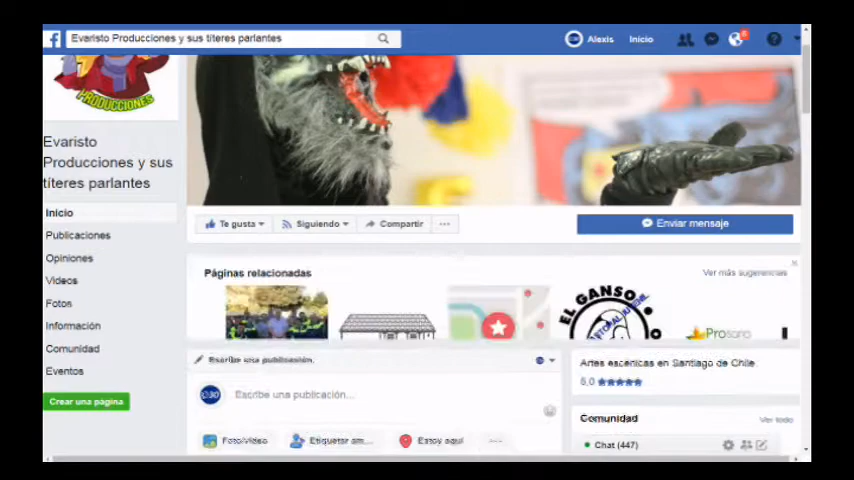 Evaristo Producciones y sus títeres parlantes
Alexis
Inicio
8
PRODUCCIONES
Evaristo
Producciones y sus
títeres parlantes
Inicio
Publicaciones
Opiniones
Videos
Fotos
Información
Comunidad
Eventos
Crear una página
Te gusta
Siguiendo
Compartir
Enviar mensaje
Páginas relacionadas
Ver más sugerencias
EL GANSO
Prosana
Escribe una publicación.
Escribe una publicación...
Foto/Video
Etiquetar am...
Estoy aquí
Artes escénicas en Santiago de Chile
5,0
Comunidad
Ver todo
Chat (447)